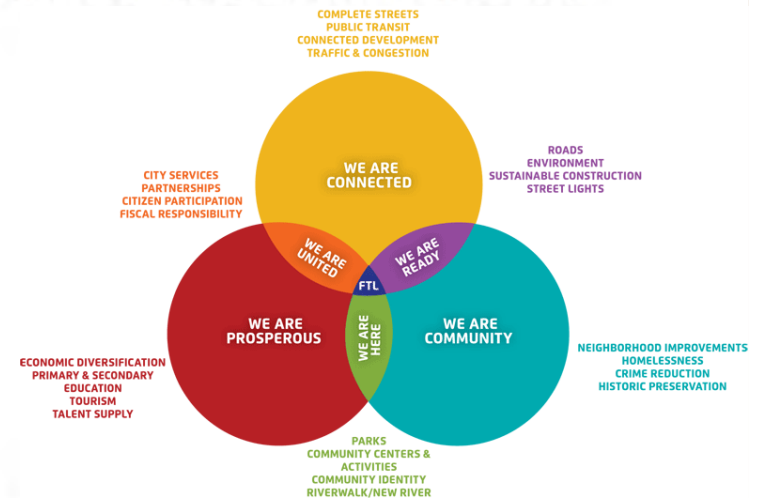 COMPLETE STREETS
PUBLIC TRANSIT
CONNECTED DEVELOPMENT
TRAFFIC & CONGESTION
WE ARE
CONNECTED
ROADS
ENVIRONMENT
SUSTAINABLE CONSTRUCTION
STREET LIGHTS
CITY SERVICES
PARTNERSHIPS
CITIZEN PARTICIPATION
FISCAL RESPONSIBILITY
WE ARE
UNITED
WE ARE
READY
FTL
WE ARE
PROSPEROUS
WE ARE
HERE
WE ARE
COMMUNITY
ECONOMIC DIVERSIFICATION
PRIMARY & SECONDARY
EDUCATION
TOURISM
TALENT SUPPLY
NEIGHBORHOOD IMPROVEMENTS
HOMELESSNESS
CRIME REDUCTION
HISTORIC PRESERVATION
PARKS
COMMUNITY CENTERS &
ACTIVITIES
COMMUNITY IDENTITY
RIVERWALK/NEW RIVER